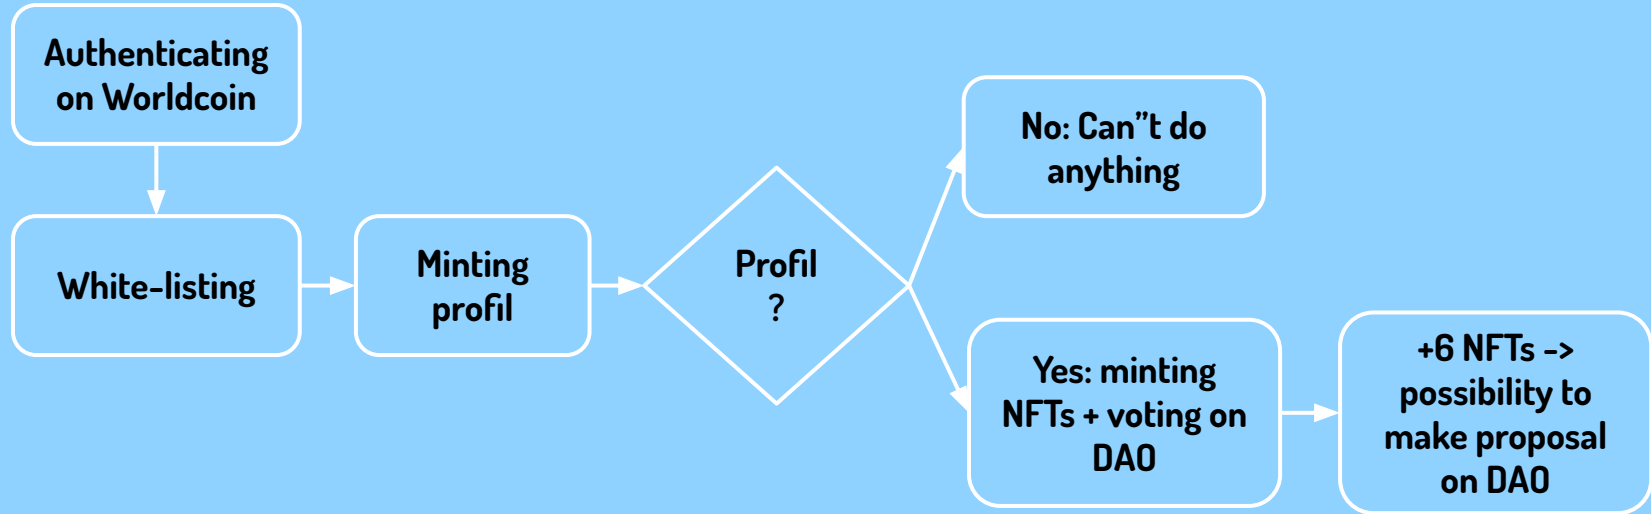 Authenticating
on Worldcoin
White-listing
Minting
profil
Profil
?
No: Can”t do
anything
Yes: minting
NFTs + voting on
DAO
+6 NFTs ->
possibility to
make proposal
on DAO